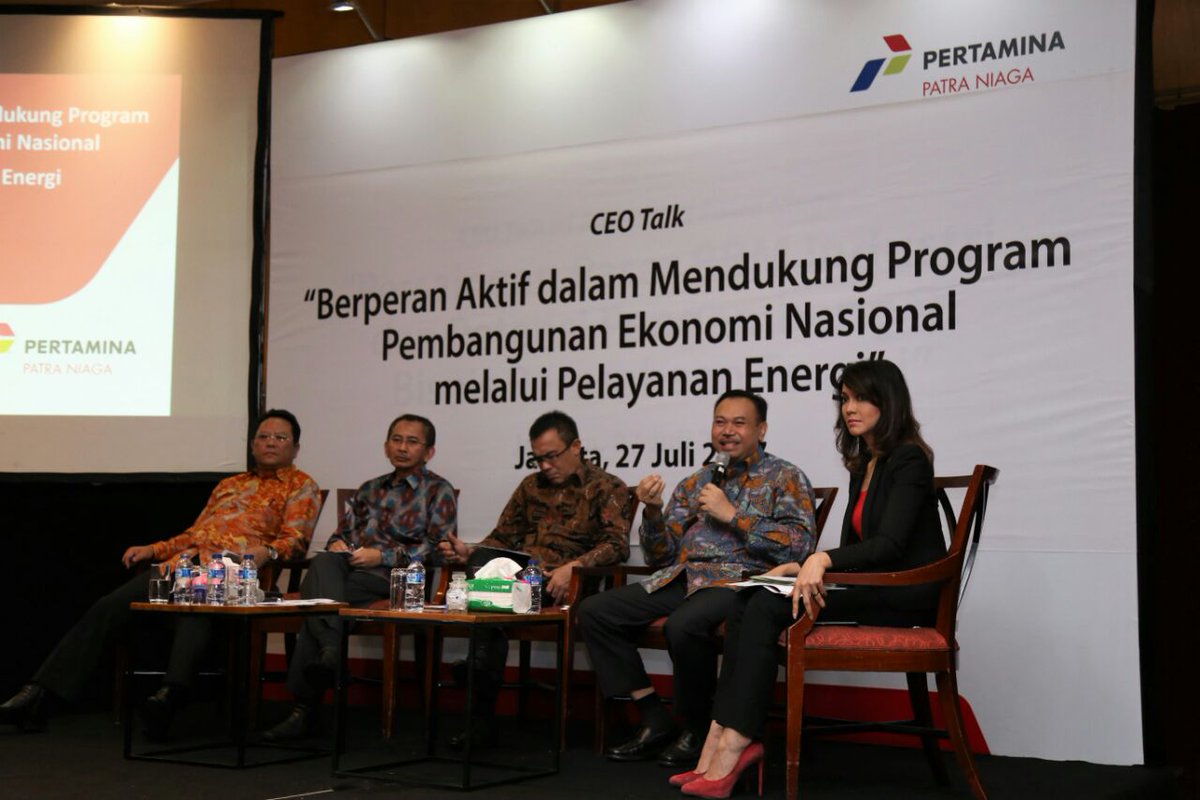 dukung Program
Nasional
Energi
PERTAMINA
PATRA NIAGA
PERTAMINA
PATRA NIAGA
CEO Talk
“Berperan Aktif dalam Mendukung Program
Pembangunan Ekonomi Nasional
melalui Pelayanan Energi”
27 Juli